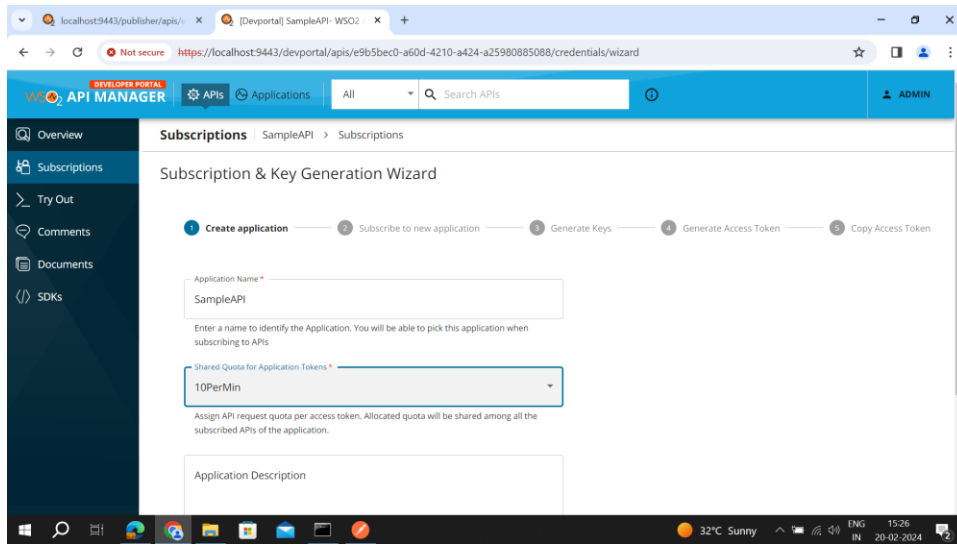 localhost:9443/publisher/apis/
[Devportal] SampleAPI- WSO2
Not secure https://localhost:9443/devportal/apis/e9b5bec0-a60d-4210-a424-a25980885088/credentials/wizard
DEVELOPER PORTAL
WSO2 API MANAGER
APIs
Applications
All
Search APIs
ADMIN
Overview
Subscriptions
Try Out
Comments
Documents
SDKs
Subscriptions SampleAPI > Subscriptions
Subscription & Key Generation Wizard
1 Create application
2 Subscribe to new application
3 Generate Keys
4 Generate Access Token
5 Copy Access Token
Application Name *
SampleAPI
Enter a name to identify the Application. You will be able to pick this application when
subscribing to APIs
Shared Quota for Application Tokens *
10PerMin
Assign API request quota per access token. Allocated quota will be shared among all the
subscribed APIs of the application.
Application Description
32°C Sunny
ENG
IN
15:26
20-02-2024
2